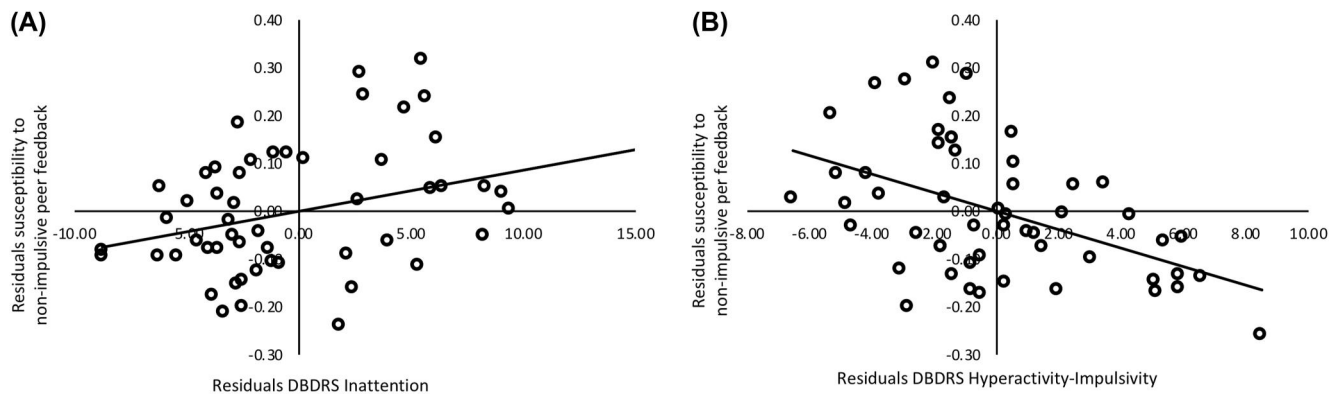 (A)
Residuals susceptibility to
non-impulsive peer feedback
0.40
0.30
0.20
0.10
0.00
-0.10
-0.20
-0.30
-10.00 -5.00 0.00 5.00 10.00 15.00
Residuals DBDRS Inattention
(B)
Residuals susceptibility to
non-impulsive peer feedback
0.40
0.30
0.20
0.10
0.00
-0.10
-0.20
-0.30
-8.00 -6.00 -4.00 -2.00 0.00 2.00 4.00 6.00 8.00 10.00
Residuals DBDRS Hyperactivity-Impulsivity